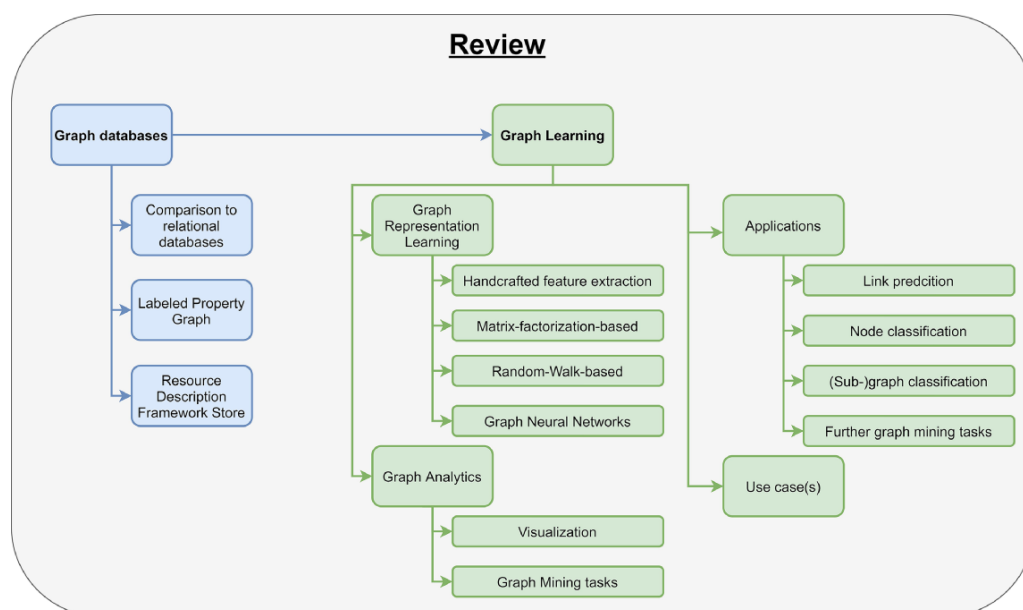 Review
Graph databases
Graph Learning
Comparison to
relational
databases
Labeled Property
Graph
Resource
Description
Framework Store
Graph
Representation
Learning
Handcrafted feature extraction
Matrix-factorization-based
Random-Walk-based
Graph Neural Networks
Graph Analytics
Visualization
Graph Mining tasks
Applications
Link predcition
Node classification
(Sub-)graph classification
Further graph mining tasks
Use case(s)